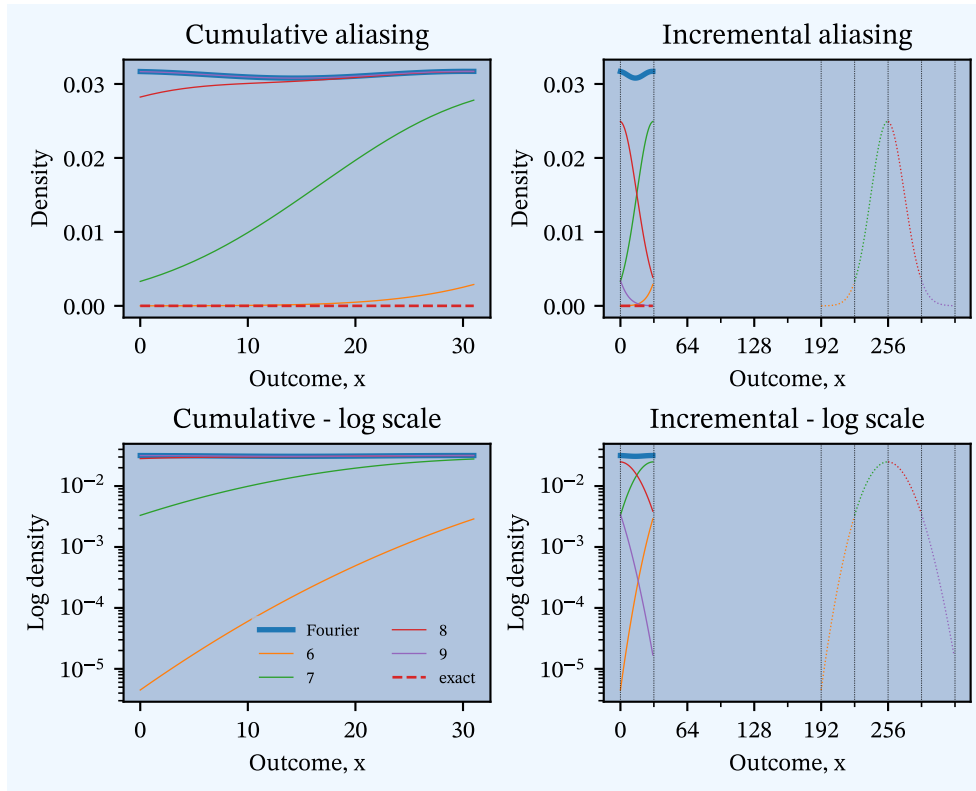 Cumulative aliasing
Density
0.03
0.02
0.01
0.00
0 10 20 30
Outcome, x
Incremental aliasing
Density
0.03
0.02
0.01
0.00
0 64 128 192 256
Outcome, x
Cumulative - log scale
Log density
10⁻²
10⁻³
10⁻⁴
10⁻⁵
Fourier 8
6 9
7 exact
0 10 20 30
Outcome, x
Incremental - log scale
Log density
10⁻²
10⁻³
10⁻⁴
10⁻⁵
0 64 128 192 256
Outcome, x